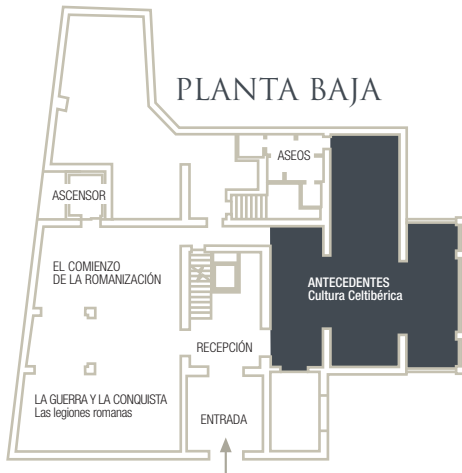 PLANTA BAJA
ASEOS
ASCENSOR
EL COMIENZO
DE LA ROMANIZACIÓN
ANTECEDENTES
Cultura Celtibérica
RECEPCIÓN
LA GUERRA Y LA CONQUISTA
Las legiones romanas
ENTRADA